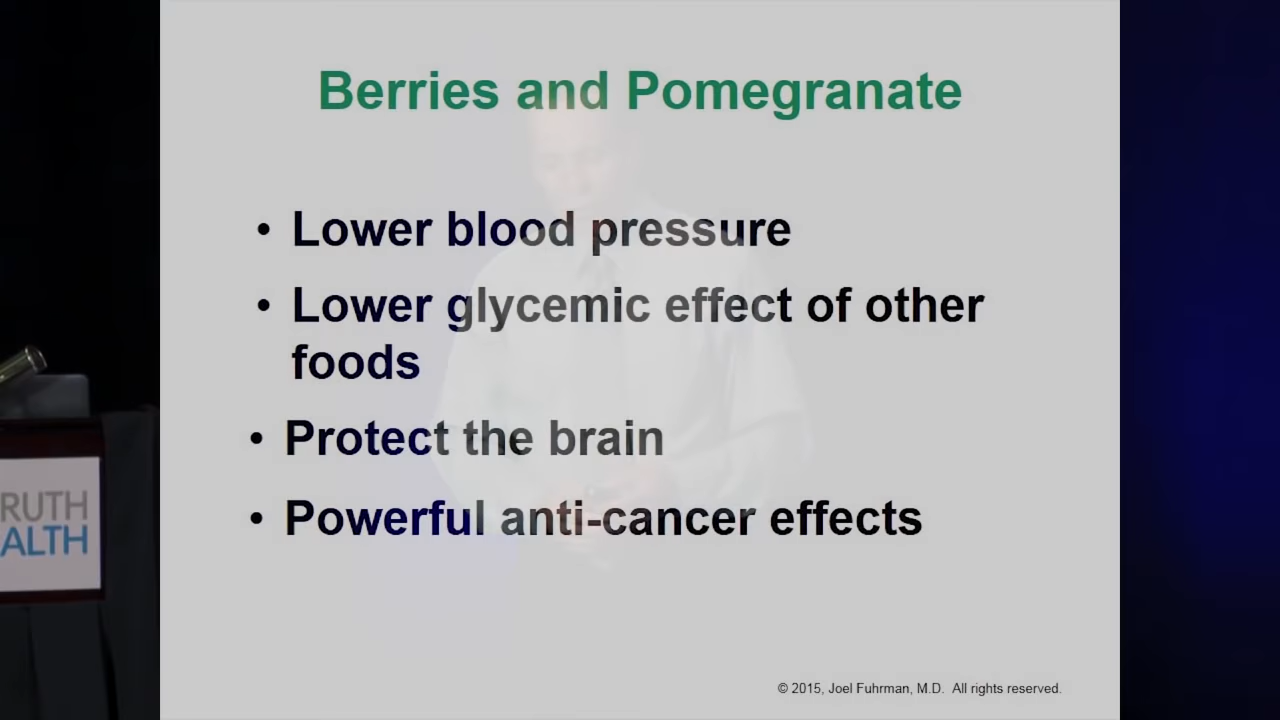 Berries and Pomegranate
• Lower blood pressure
• Lower glycemic effect of other
foods
• Protect the brain
• Powerful anti-cancer effects
RUTH
ALTH
© 2015, Joel Fuhrman, M.D. All rights reserved.